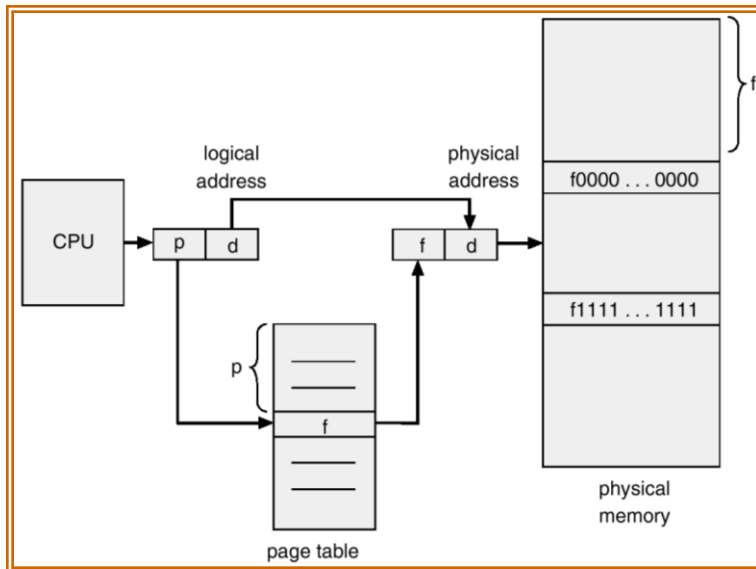 logical
address
physical
address
f
CPU
p
d
f
d
f0000 . . . 0000
f1111 . . . 1111
p
f
page table
physical
memory